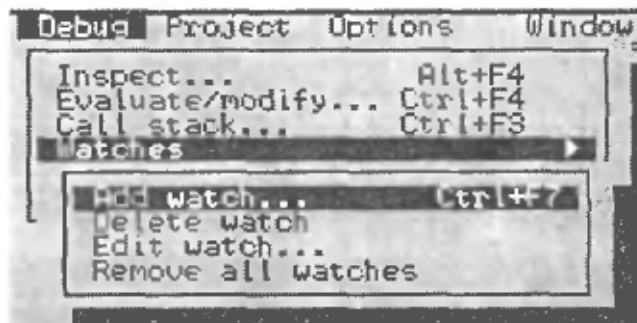 Debug Project Options Window
Inspect... Alt+F4
Evaluate/modify... Ctrl+F4
Call stack... Ctrl+F3
Watches
Add watch... Ctrl+F7
Delete watch
Edit watch...
Remove all watches